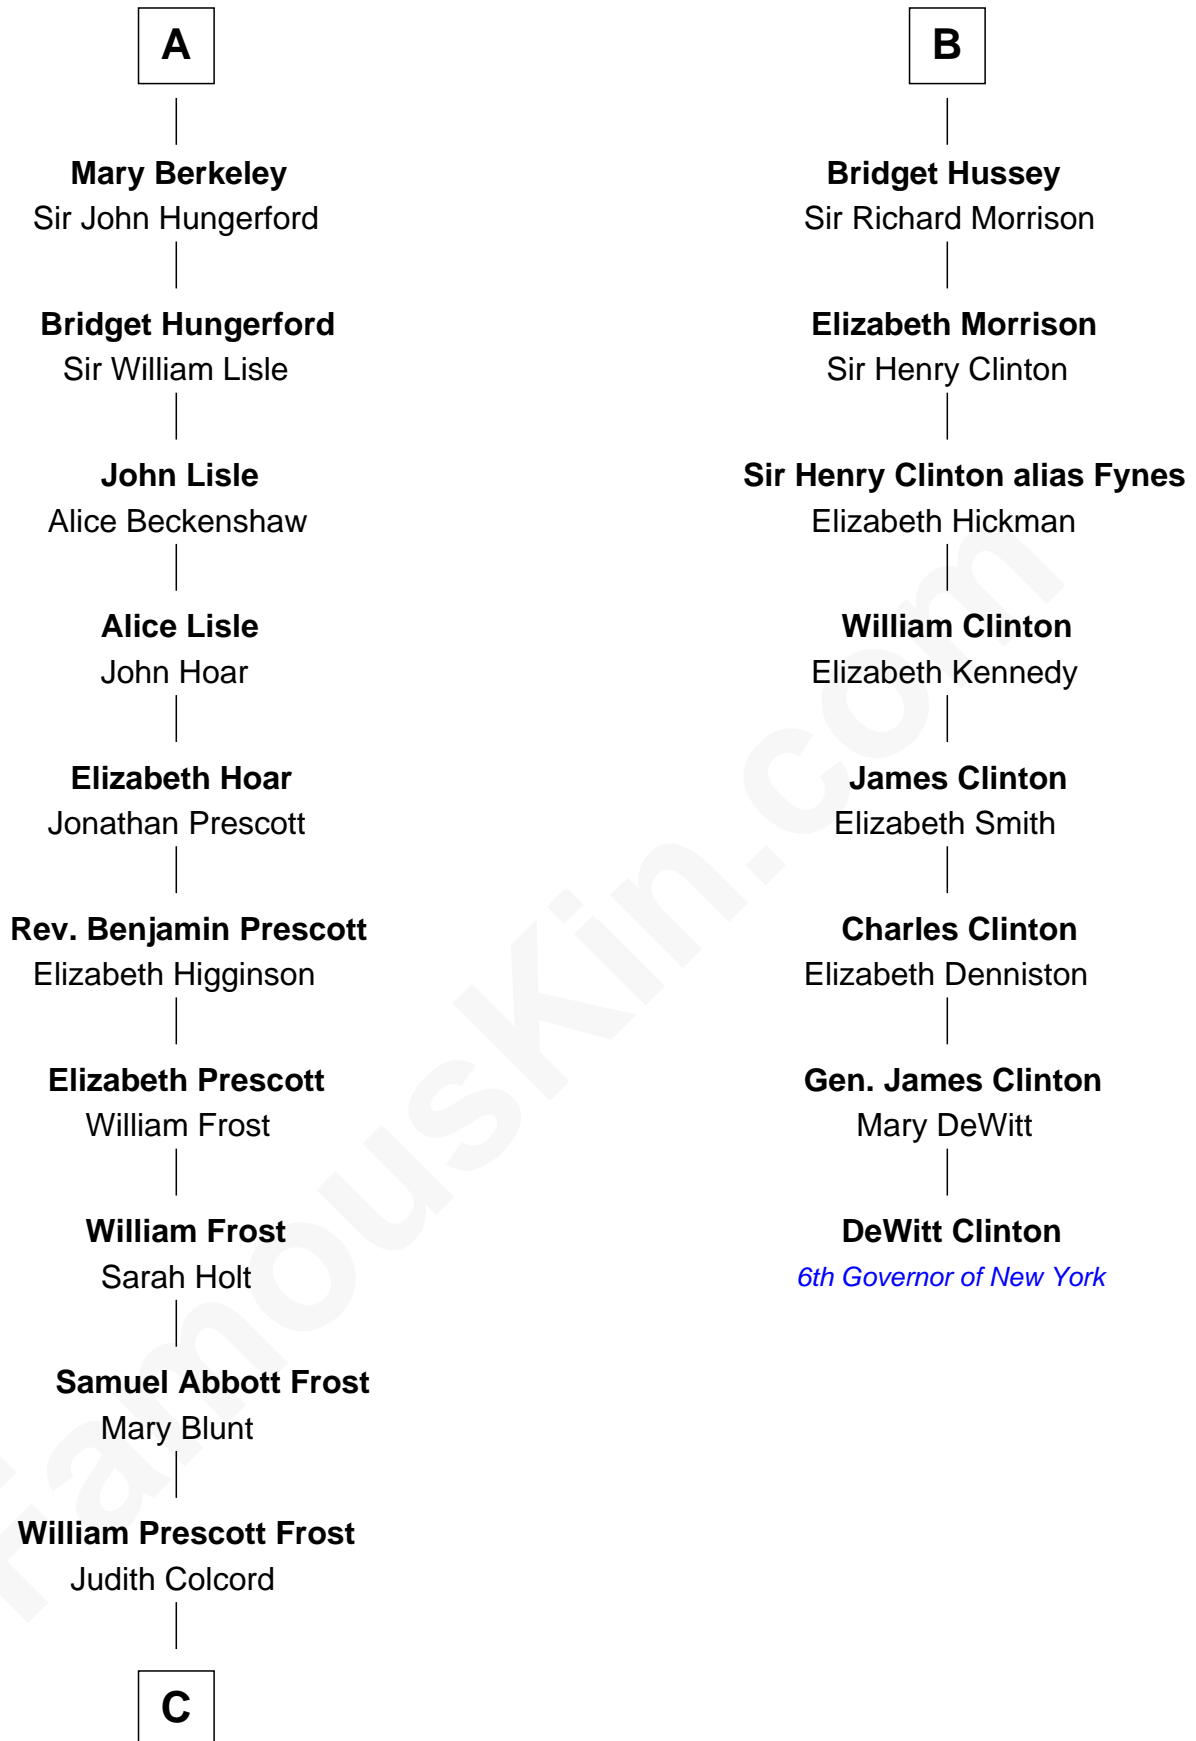 A
Mary Berkeley
Sir John Hungerford
Bridget Hungerford
Sir William Lisle
John Lisle
Alice Beckenshaw
Alice Lisle
John Hoar
Elizabeth Hoar
Jonathan Prescott
Rev. Benjamin Prescott
Elizabeth Higginson
Elizabeth Prescott
William Frost
William Frost
Sarah Holt
Samuel Abbott Frost
Mary Blunt
William Prescott Frost
Judith Colcord
C
B
Bridget Hussey
Sir Richard Morrison
Elizabeth Morrison
Sir Henry Clinton
Sir Henry Clinton alias Fynes
Elizabeth Hickman
William Clinton
Elizabeth Kennedy
James Clinton
Elizabeth Smith
Charles Clinton
Elizabeth Denniston
Gen. James Clinton
Mary DeWitt
DeWitt Clinton
6th Governor of New York
FamousKin.com